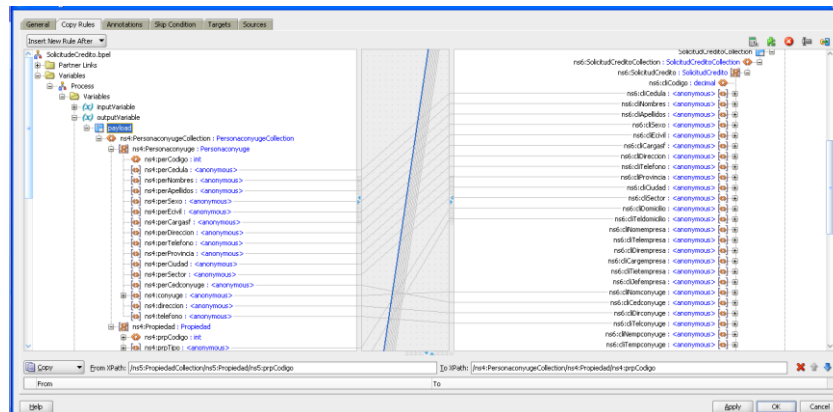 General Copy Rules Annotations Skip Condition Targets Sources
Insert New Rule After
SolicitudeCredito.bpel
Partner Links
Variables
Process
Variables
(x) inputVariable
(x) outputVariable
payload
ns4:PersonaconyugeCollection : PersonaconyugeCollection
ns4:Personaconyuge : Personaconyuge
ns4:perCodigo : int
ns4:perCedula : <anonymous>
ns4:perNombres : <anonymous>
ns4:perApellidos : <anonymous>
ns4:perSexo : <anonymous>
ns4:perEcivil : <anonymous>
ns4:perCargasf : <anonymous>
ns4:perDireccion : <anonymous>
ns4:perTelefono : <anonymous>
ns4:perProvincia : <anonymous>
ns4:perCiudad : <anonymous>
ns4:perSector : <anonymous>
ns4:perCedconyuge : <anonymous>
ns4:conyuge : <anonymous>
ns4:direccion : <anonymous>
ns4:telefono : <anonymous>
ns4:Propiedad : Propiedad
ns4:prpCodigo : int
ns4:prpTipo : <anonymous>
SolicitudCreditoCollection
ns6:SolicitudCreditoCollection : SolicitudCreditoCollection
ns6:SolicitudCredito : SolicitudCredito
ns6:cliCodigo : decimal
ns6:cliCedula : <anonymous>
ns6:cliNombres : <anonymous>
ns6:cliApellidos : <anonymous>
ns6:cliSexo : <anonymous>
ns6:cliEcivil : <anonymous>
ns6:cliCargasf : <anonymous>
ns6:cliDireccion : <anonymous>
ns6:cliTelefono : <anonymous>
ns6:cliProvincia : <anonymous>
ns6:cliCiudad : <anonymous>
ns6:cliSector : <anonymous>
ns6:cliDomicilio : <anonymous>
ns6:cliTeldomicilio : <anonymous>
ns6:cliNomempresa : <anonymous>
ns6:cliTelempresa : <anonymous>
ns6:cliDirempresa : <anonymous>
ns6:cliCargempresa : <anonymous>
ns6:cliTietempresa : <anonymous>
ns6:cliJefempresa : <anonymous>
ns6:cliNomconyuge : <anonymous>
ns6:cliCedconyuge : <anonymous>
ns6:cliDirconyuge : <anonymous>
ns6:cliTelconyuge : <anonymous>
ns6:cliNempconyuge : <anonymous>
ns6:cliTempconyuge : <anonymous>
Copy From XPath: /ns5:PropiedadCollection/ns5:Propiedad/ns5:prpCodigo To XPath: /ns4:PersonaconyugeCollection/ns4:Propiedad/ns4:prpCodigo
From To
Help Apply OK Cancel